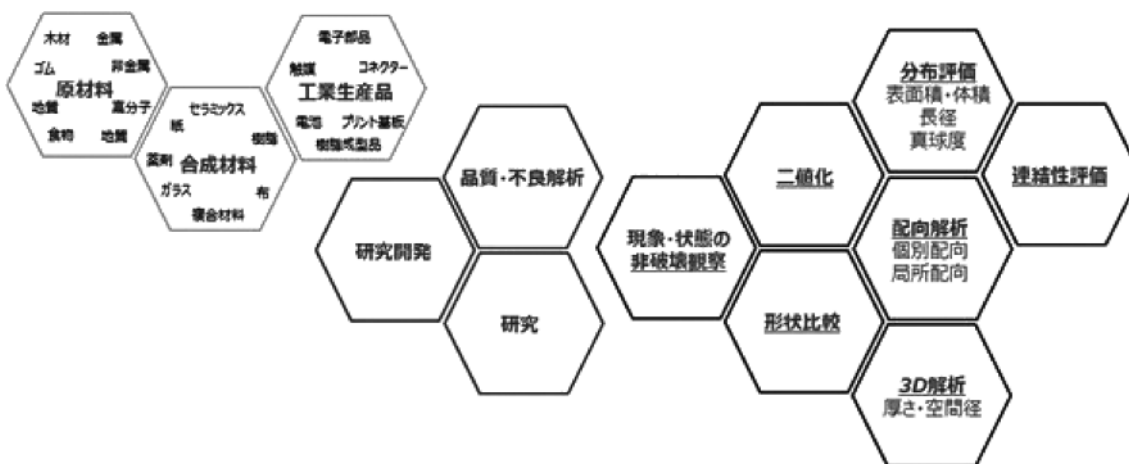 木材 金属
ゴム 非金属
原材料
地質 高分子
食物 地質
セラミックス
紙
樹脂
薬剤 合成材料
ガラス 布
複合材料
電子部品
触媒 コネクター
工業生産品
電池 プリント基板
樹脂成型品
品質・不良解析
研究開発
研究
現象・状態の
非破壊観察
二値化
形状比較
分布評価
表面積・体積
長径
真球度
配向解析
個別配向
局所配向
3D解析
厚さ・空間径
連結性評価